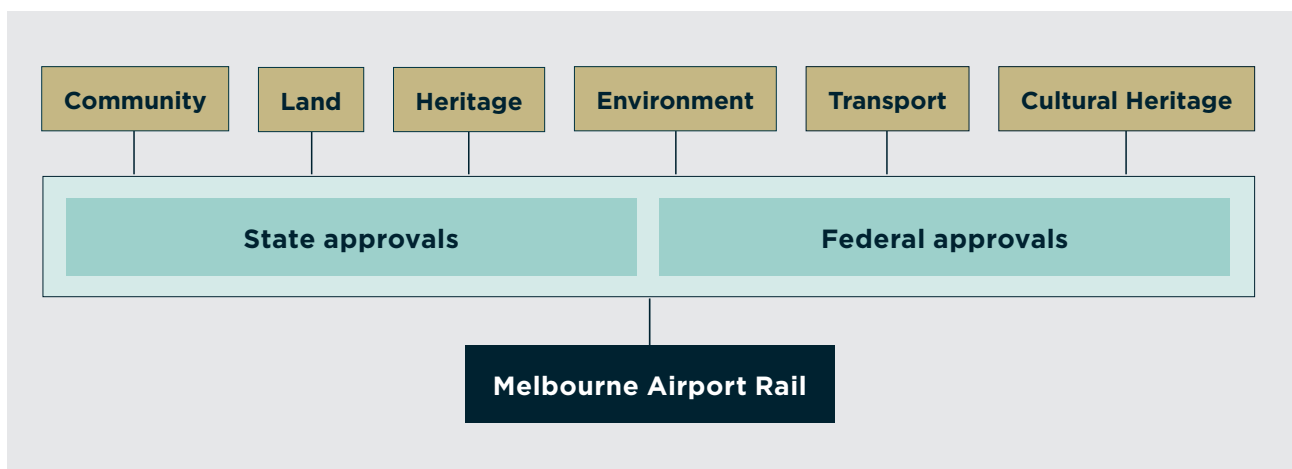 Community
Land
Heritage
Environment
Transport
Cultural Heritage
State approvals
Federal approvals
Melbourne Airport Rail